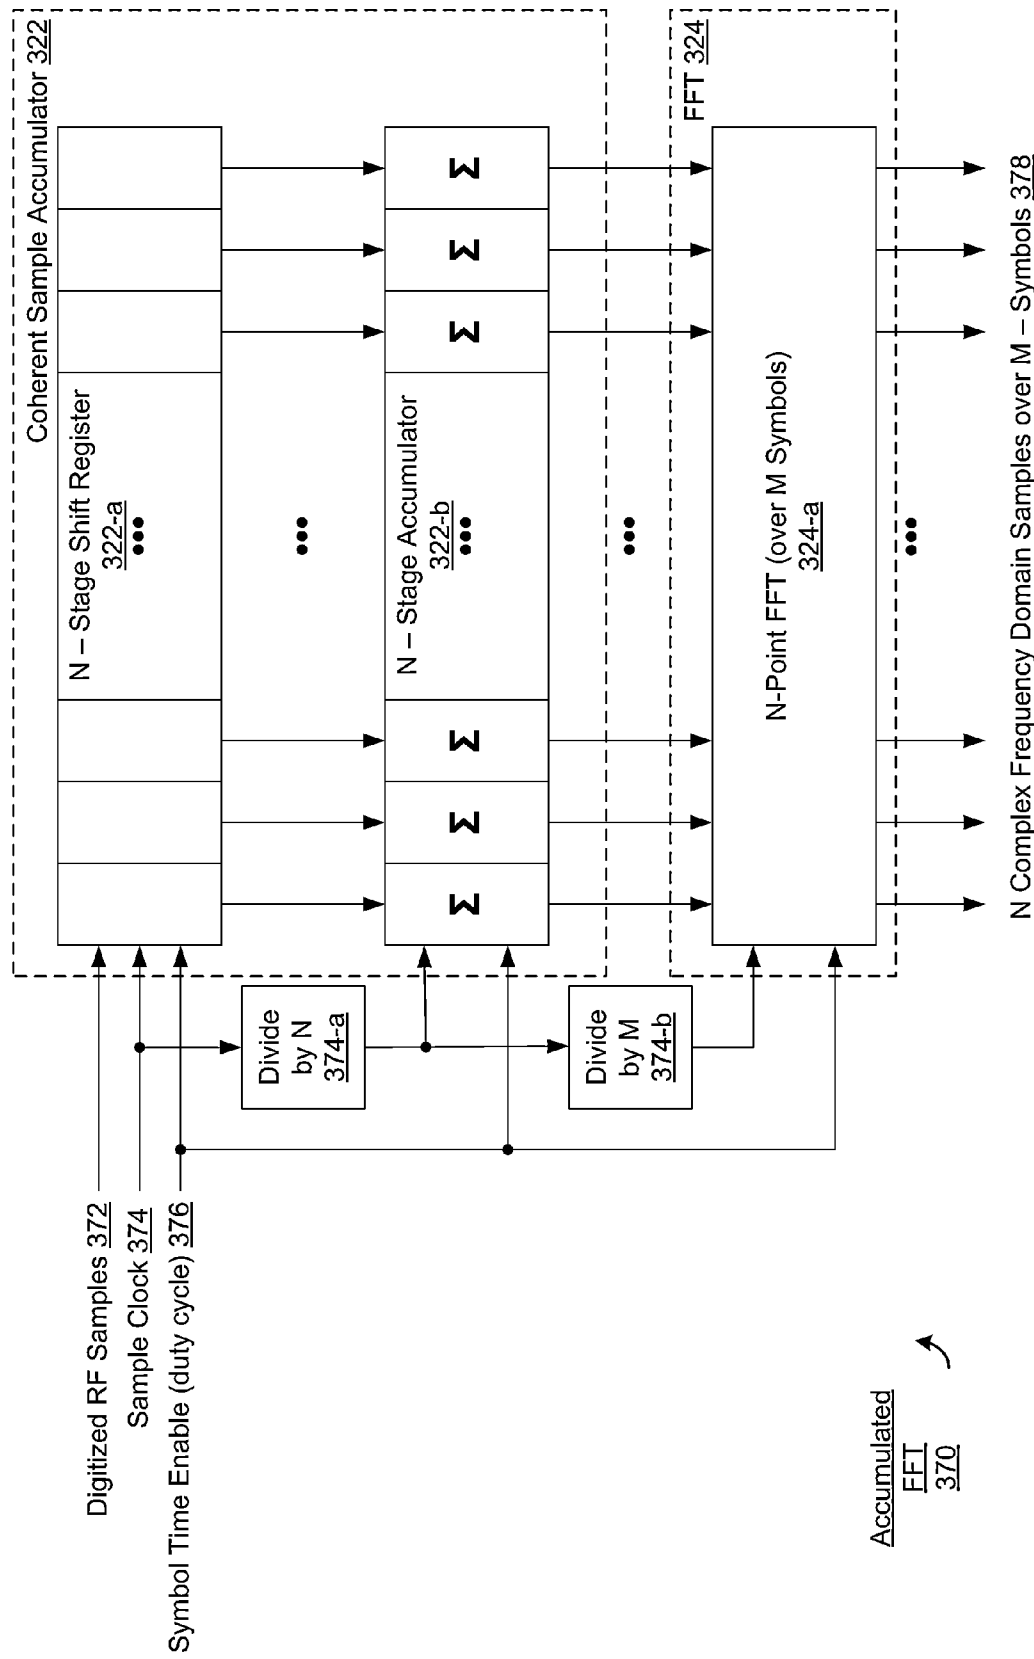 Coherent Sample Accumulator 322
N – Stage Shift Register
322-a
Digitized RF Samples 372
Sample Clock 374
Symbol Time Enable (duty cycle) 376
Divide
by N
374-a
N – Stage Accumulator
322-b
Σ Σ Σ Σ Σ Σ
Divide
by M
374-b
FFT 324
N-Point FFT (over M Symbols)
324-a
N Complex Frequency Domain Samples over M – Symbols 378
Accumulated
FFT
370